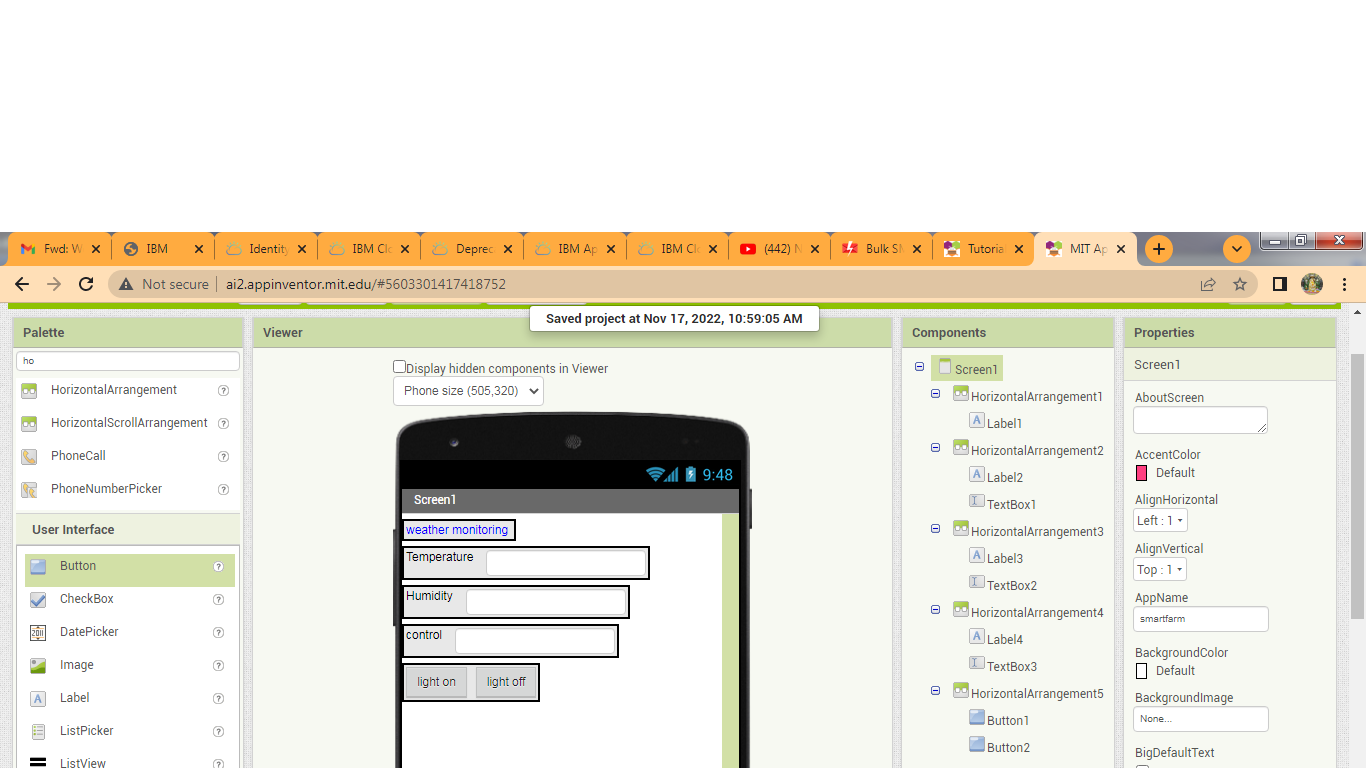 Fwd: W
IBM
Identity
IBM Clo
Deprec
IBM Ap
IBM Clo
(442) N
Bulk SM
Tutoria
MIT Ap
Not secure
ai2.appinventor.mit.edu/#5603301417418752
Saved project at Nov 17, 2022, 10:59:05 AM
Palette
Viewer
Components
Properties
ho
HorizontalArrangement
HorizontalScrollArrangement
PhoneCall
PhoneNumberPicker
User Interface
Button
CheckBox
DatePicker
Image
Label
ListPicker
ListView
Display hidden components in Viewer
Phone size (505,320)
9:48
Screen1
weather monitoring
Temperature
Humidity
control
light on
light off
Screen1
HorizontalArrangement1
Label1
HorizontalArrangement2
Label2
TextBox1
HorizontalArrangement3
Label3
TextBox2
HorizontalArrangement4
Label4
TextBox3
HorizontalArrangement5
Button1
Button2
Screen1
AboutScreen
AccentColor
Default
AlignHorizontal
Left : 1
AlignVertical
Top : 1
AppName
smartfarm
BackgroundColor
Default
BackgroundImage
None...
BigDefaultText